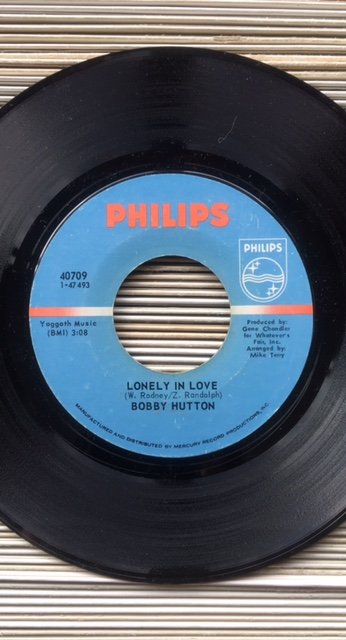 PHILIPS
PHILIPS
40709
1-47493
Yoggoth Music
(BMI) 3:08
Produced by:
Gene Chandler
for Whatever's
Fair, Inc.
Arranged by:
Mike Terry
LONELY IN LOVE
(W. Rodney/Z. Randolph)
BOBBY HUTTON
MANUFACTURED AND DISTRIBUTED BY MERCURY RECORD PRODUCTIONS, INC.